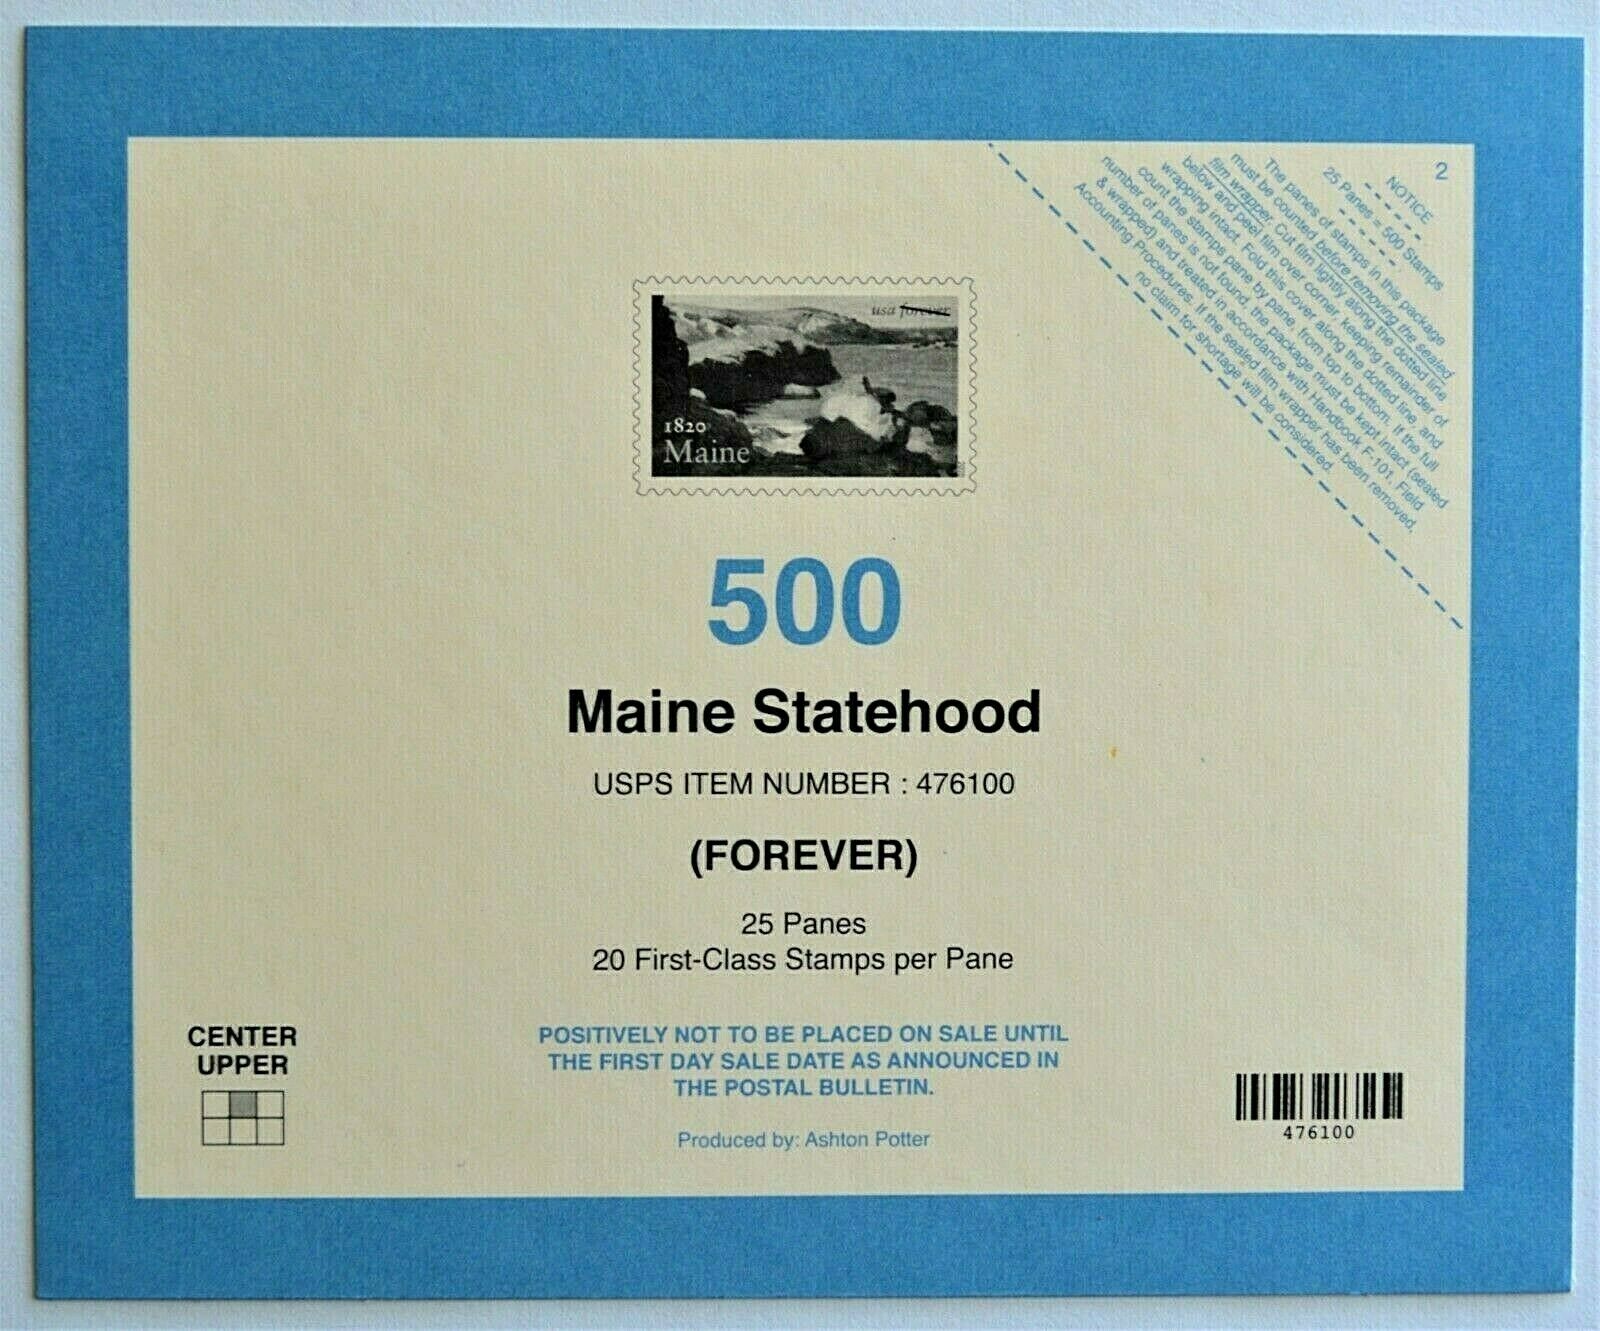 2
NOTICE
25 Panes = 500 Stamps
The panes of stamps in this package
must be counted before removing the sealed
film wrapper. Cut film lightly along the dotted line
below and peel film over corner, keeping remainder of
wrapping intact. Fold this cover along the dotted line, and
count the stamps pane by pane, from top to bottom. If the full
number of panes is not found, the package must be kept intact (sealed
& wrapped) and treated in accordance with Handbook F-101, Field
Accounting Procedures. If the sealed film wrapper has been removed,
no claim for shortage will be considered.
usa forever
1820
Maine
500
Maine Statehood
USPS ITEM NUMBER : 476100
(FOREVER)
25 Panes
20 First-Class Stamps per Pane
CENTER
UPPER
POSITIVELY NOT TO BE PLACED ON SALE UNTIL
THE FIRST DAY SALE DATE AS ANNOUNCED IN
THE POSTAL BULLETIN.
Produced by: Ashton Potter
476100